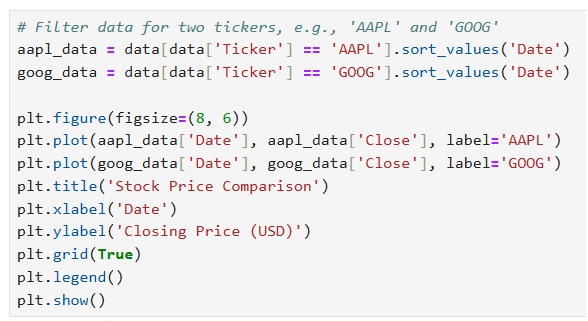 # Filter data for two tickers, e.g., 'AAPL' and 'GOOG'
aapl_data = data[data['Ticker'] == 'AAPL'].sort_values('Date')
goog_data = data[data['Ticker'] == 'GOOG'].sort_values('Date')

plt.figure(figsize=(8, 6))
plt.plot(aapl_data['Date'], aapl_data['Close'], label='AAPL')
plt.plot(goog_data['Date'], goog_data['Close'], label='GOOG')
plt.title('Stock Price Comparison')
plt.xlabel('Date')
plt.ylabel('Closing Price (USD)')
plt.grid(True)
plt.legend()
plt.show()